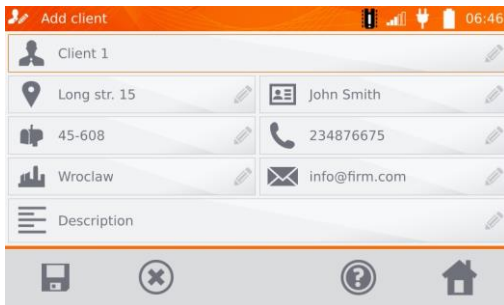 Add client
06:46
Client 1
Long str. 15
John Smith
45-608
234876675
Wroclaw
info@firm.com
Description